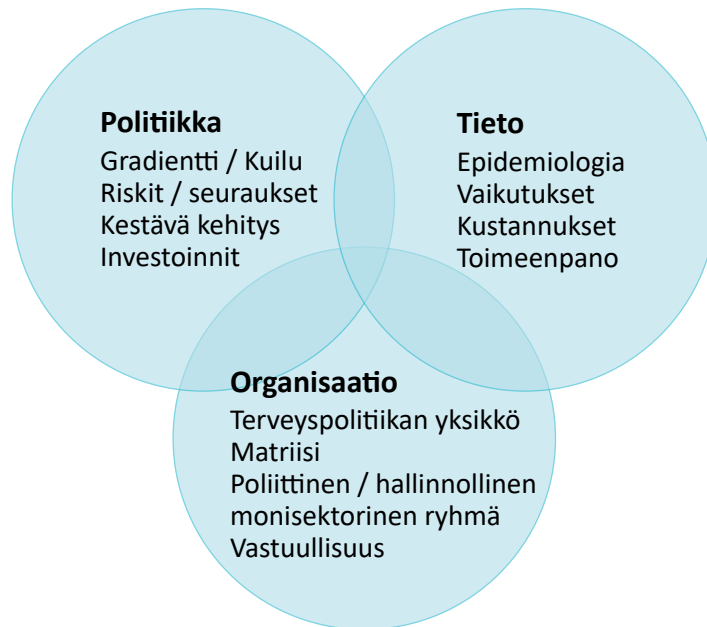 Politiikka
Gradientti / Kuilu
Riskit / seuraukset
Kestävä kehitys
Investoinnit
Tieto
Epidemiologia
Vaikutukset
Kustannukset
Toimeenpano
Organisaatio
Terveyspolitiikan yksikkö
Matriisi
Poliittinen / hallinnollinen
monisektorinen ryhmä
Vastuullisuus